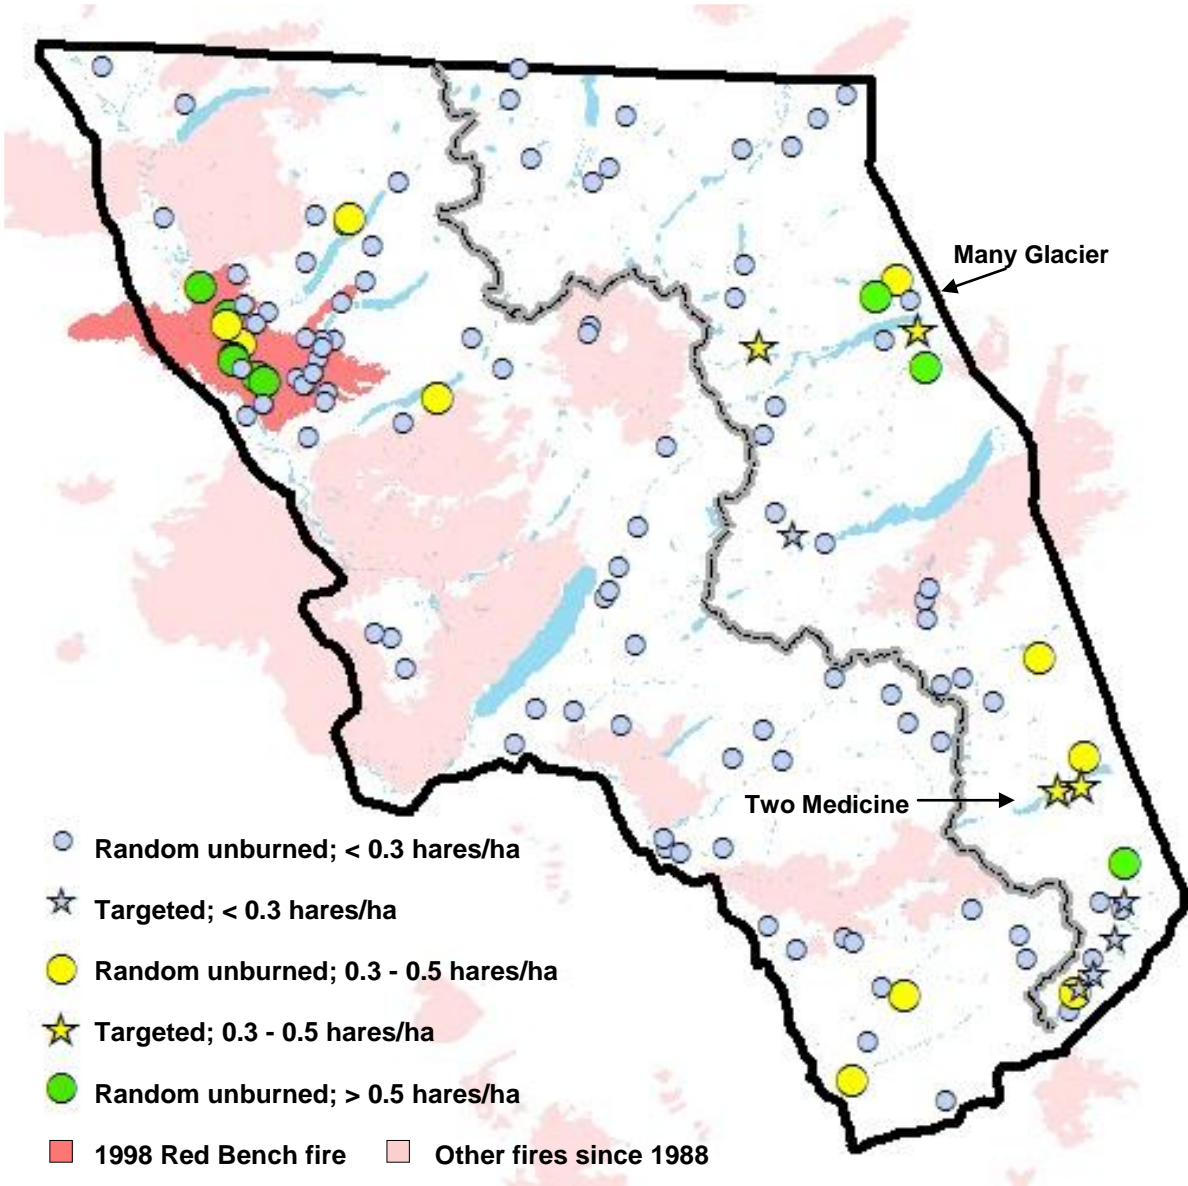 Many Glacier
Two Medicine
Random unburned; < 0.3 hares/ha
Targeted; < 0.3 hares/ha
Random unburned; 0.3 - 0.5 hares/ha
Targeted; 0.3 - 0.5 hares/ha
Random unburned; > 0.5 hares/ha
1998 Red Bench fire Other fires since 1988